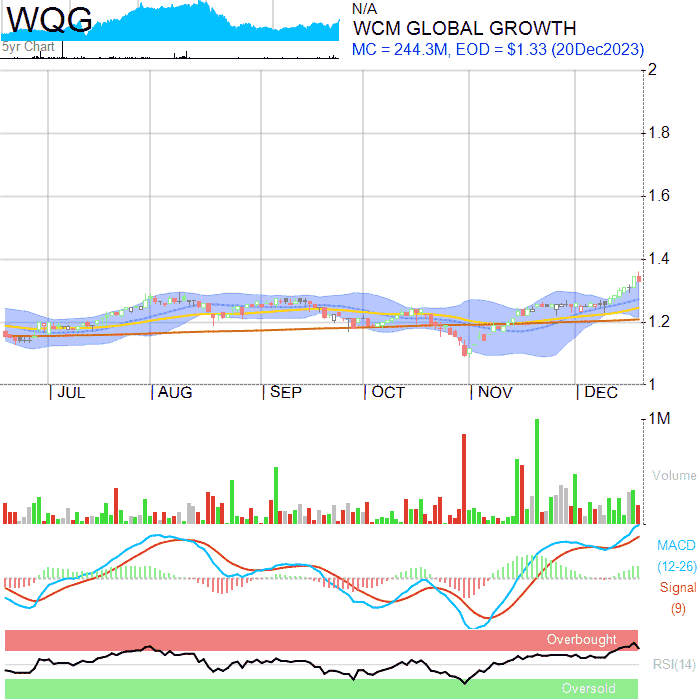 WQG
5yr Chart
N/A
WCM GLOBAL GROWTH
MC = 244.3M, EOD = $1.33 (20Dec2023)
2
1.8
1.6
1.4
1.2
1
JUL
AUG
SEP
OCT
NOV
DEC
1M
Volume
MACD
(12-26)
Signal
(9)
Overbought
RSI(14)
Oversold